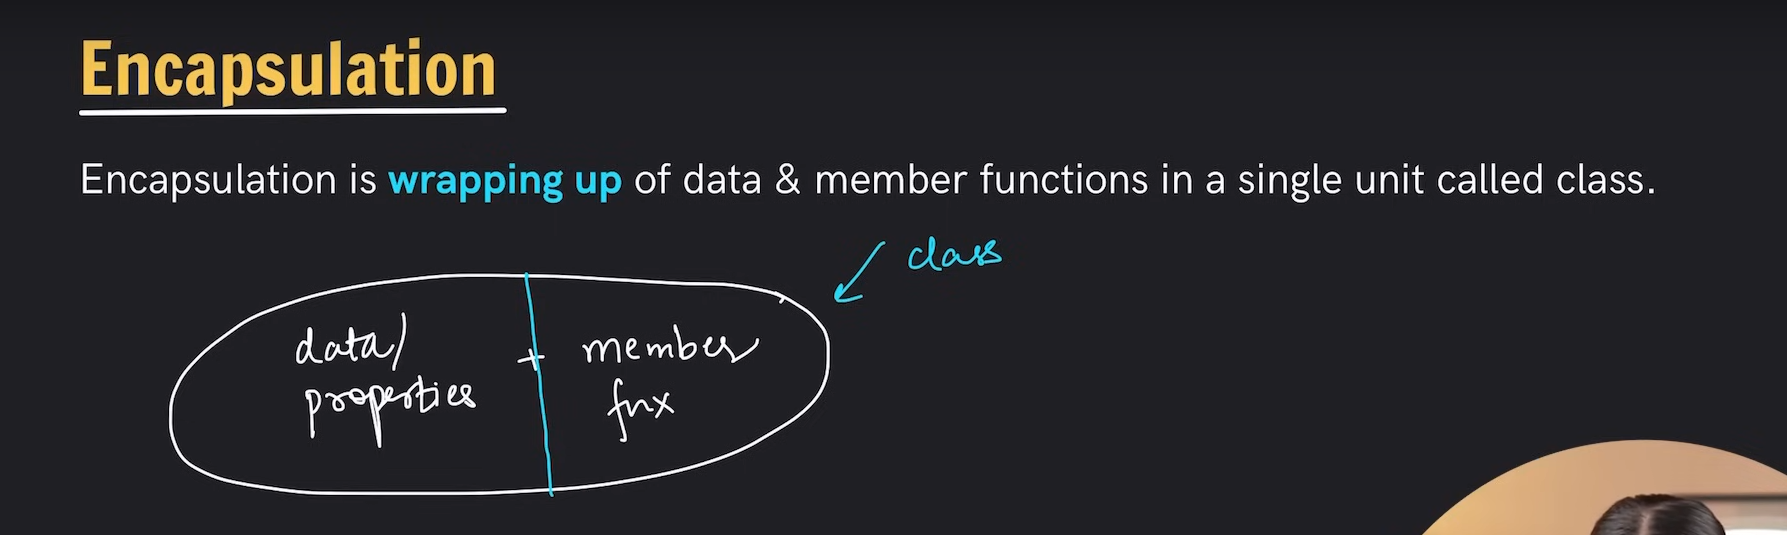 Encapsulation
Encapsulation is wrapping up of data & member functions in a single unit called class.
class
data/
properties
+
member
fnx